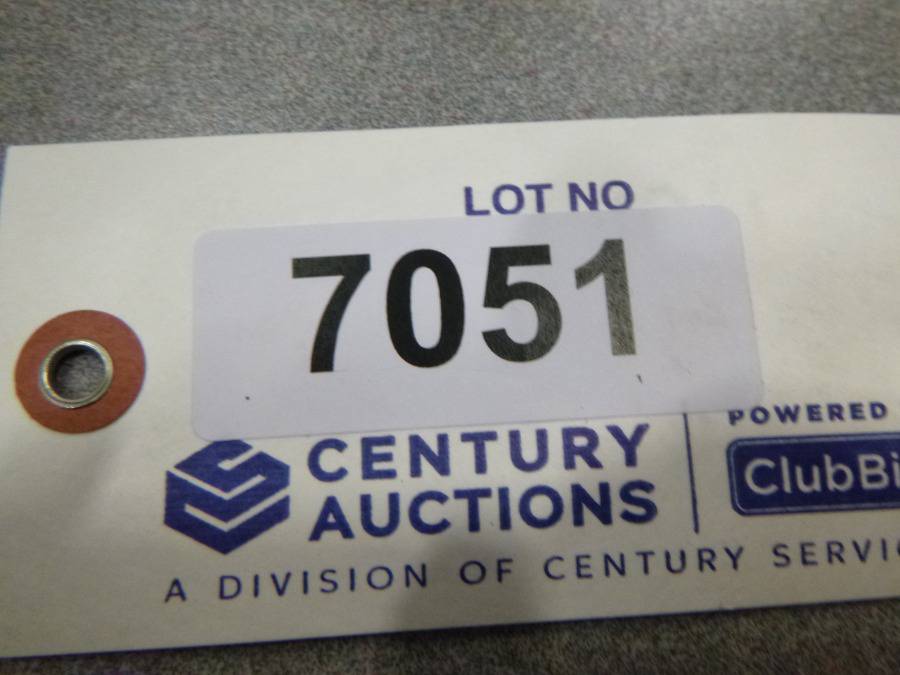 LOT NO
7051
CENTURY
AUCTIONS
A DIVISION OF CENTURY
POWERED